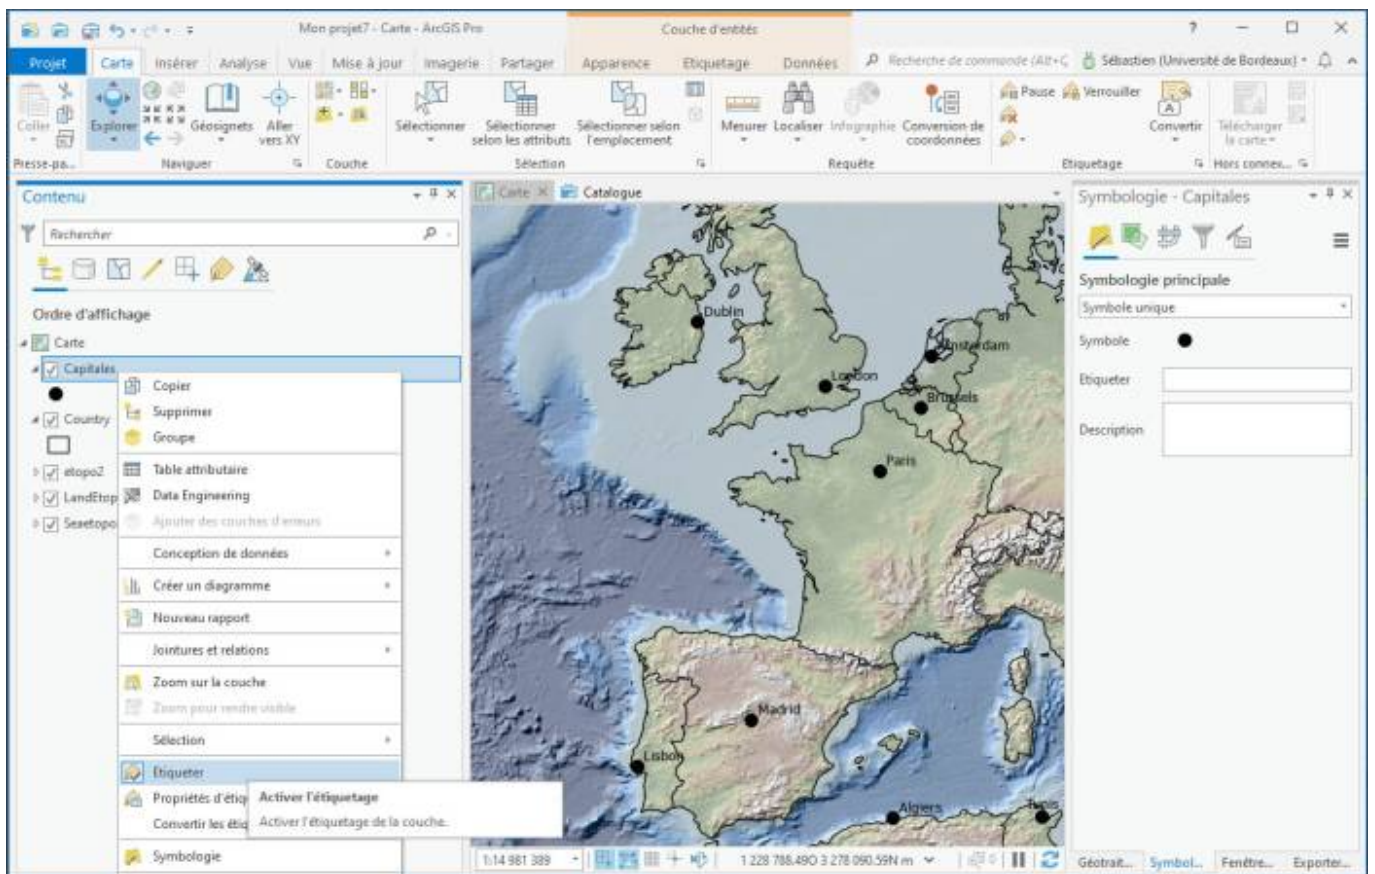 Mon projet7 - Carte - ArcGIS Pro
Couche d'entités
?
Projet Carte Insérer Analyse Vue Mise à jour Imagerie Partager Apparence Etiquetage Données Recherche de commande (Alt+Q Sébastien (Université de Bordeaux)
Coller Explorer Géosignets Aller
vers XY
Sélectionner Sélectionner
selon les attributs
Sélectionner selon
l'emplacement
Mesurer Localiser Infographie Conversion de
coordonnées
Pause Verrouiller
Convertir Télécharger
la carte
Presse-pa... Naviguer Couche Sélection Requête Etiquetage Hors connex...
Contenu
Rechercher
Ordre d'affichage
Carte
Capitales
Country
etopo2
LandEtop
Seaetopo
Copier
Supprimer
Groupe
Table attributaire
Data Engineering
Ajouter des couches d'erreurs
Conception de données
Créer un diagramme
Nouveau rapport
Jointures et relations
Zoom sur la couche
Zoom pour rendre visible
Sélection
Etiqueter
Propriétés d'étiq
Convertir les étiq
Symbologie
Activer l'étiquetage
Activer l'étiquetage de la couche.
Carte Catalogue
Dublin
Amsterdam
London
Brussels
Paris
Madrid
Lisbon
Algiers
Tunis
1:14 981 389
1 228 788.49O 3 278 090.59N m
Symbologie - Capitales
Symbologie principale
Symbole unique
Symbole
Etiqueter
Description
Géotrait... Symbol... Fenêtre... Exporter...